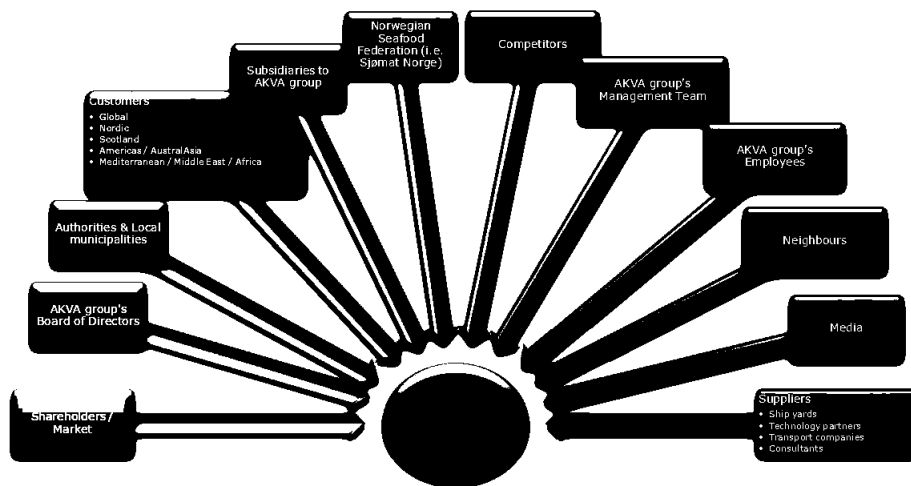 Norwegian
Seafood
Federation (i.e.
Sjømat Norge)
Competitors
Subsidiaries to
AKVA group
AKVA group's
Management Team
Customers
• Global
• Nordic
• Scotland
• Americas / AustralAsia
• Mediterranean / Middle East / Africa
AKVA group's
Employees
Authorities & Local
municipalities
Neighbours
AKVA group's
Board of Directors
Media
Shareholders /
Market
Suppliers
• Ship yards
• Technology partners
• Transport companies
• Consultants